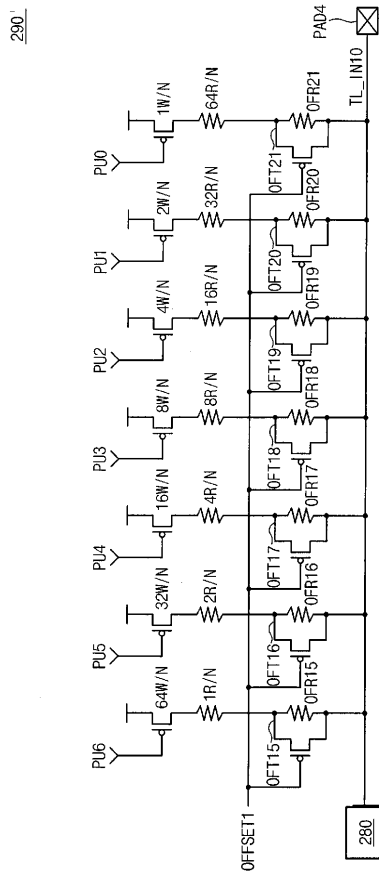 290
PU6
PU5
PU4
PU3
PU2
PU1
PU0
64W/N
32W/N
16W/N
8W/N
4W/N
2W/N
1W/N
1R/N
2R/N
4R/N
8R/N
16R/N
32R/N
64R/N
OFFSET1
OFT15
OFT16
OFT17
OFT18
OFT19
OFT20
OFT21
OFR15
OFR16
OFR17
OFR18
OFR19
OFR20
OFR21
280
TL_IN10
PAD4